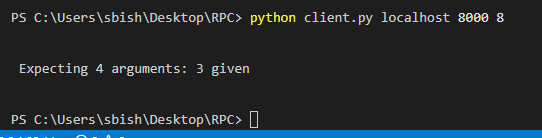 PS C:\Users\sbish\Desktop\RPC> python client.py localhost 8000 8
Expecting 4 arguments: 3 given
PS C:\Users\sbish\Desktop\RPC>